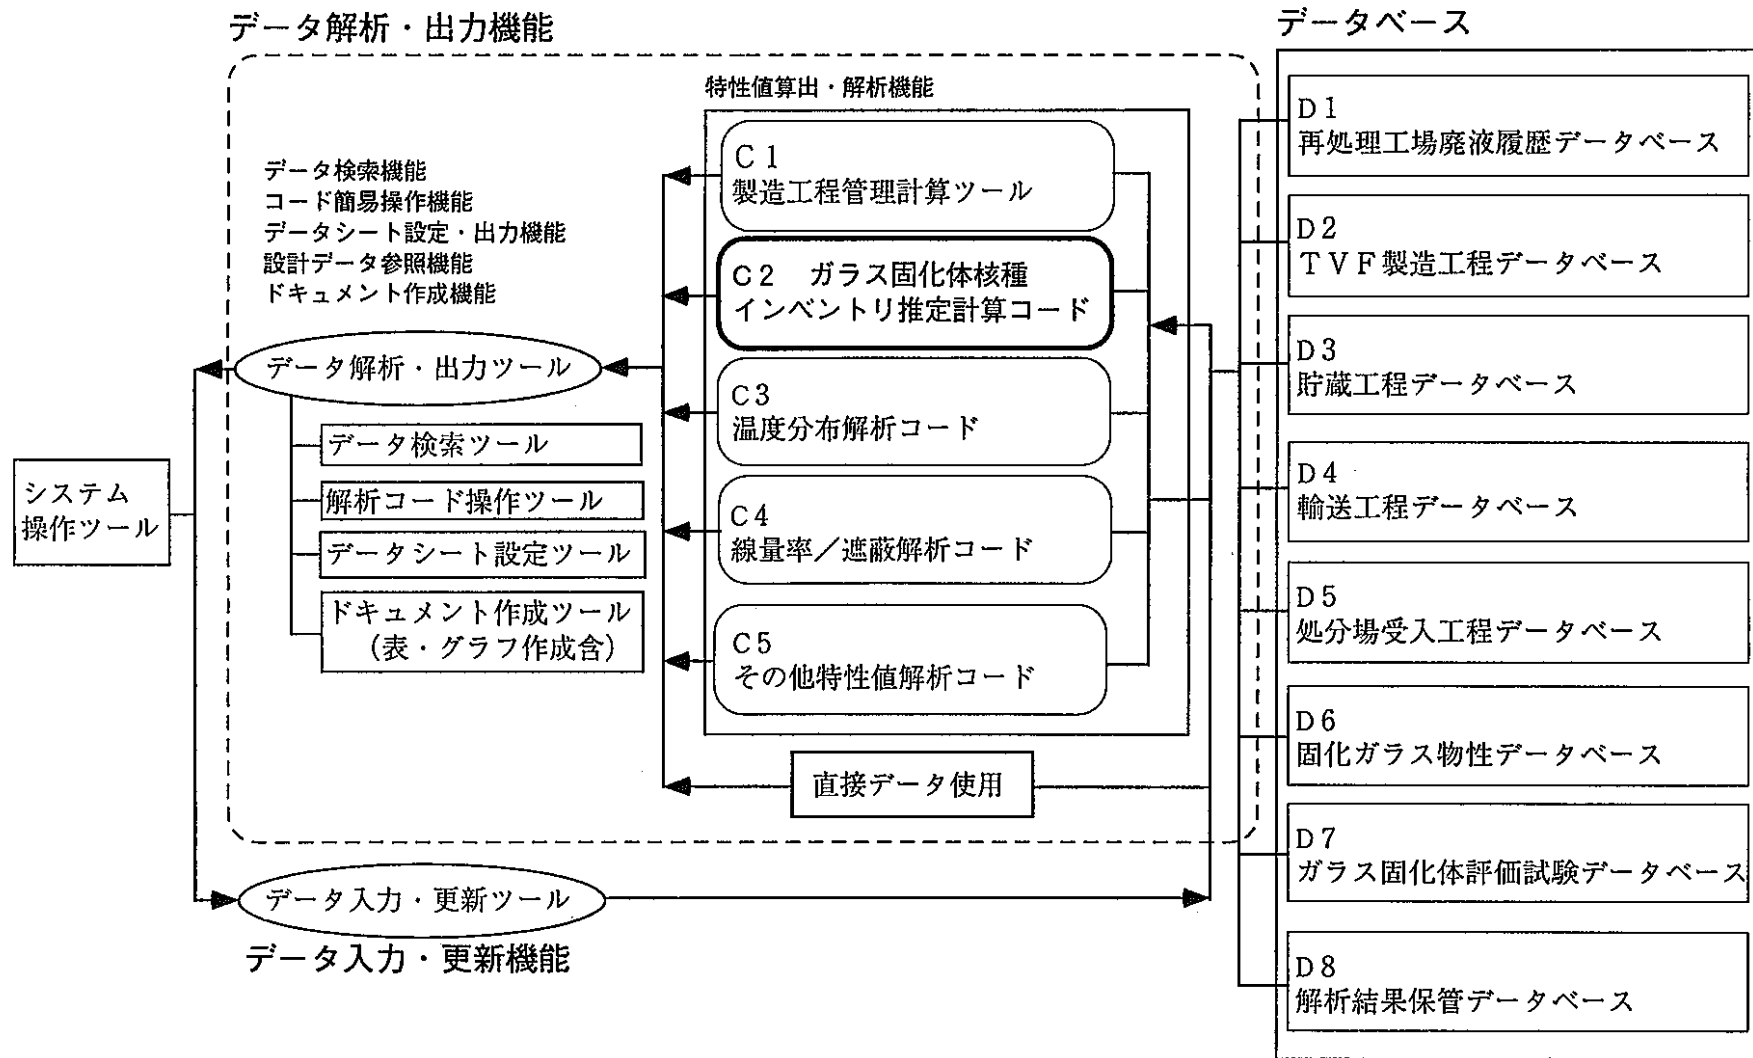 データ解析・出力機能
データベース
特性値算出・解析機能
データ検索機能
コード簡易操作機能
データシート設定・出力機能
設計データ参照機能
ドキュメント作成機能
C1
製造工程管理計算ツール
C2 ガラス固化体核種
インベントリ推定計算コード
C3
温度分布解析コード
C4
線量率／遮蔽解析コード
C5
その他特性値解析コード
直接データ使用
データ解析・出力ツール
データ検索ツール
解析コード操作ツール
データシート設定ツール
ドキュメント作成ツール
（表・グラフ作成含）
システム
操作ツール
データ入力・更新ツール
データ入力・更新機能
D1
再処理工場廃液履歴データベース
D2
TVF製造工程データベース
D3
貯蔵工程データベース
D4
輸送工程データベース
D5
処分場受入工程データベース
D6
固化ガラス物性データベース
D7
ガラス固化体評価試験データベース
D8
解析結果保管データベース